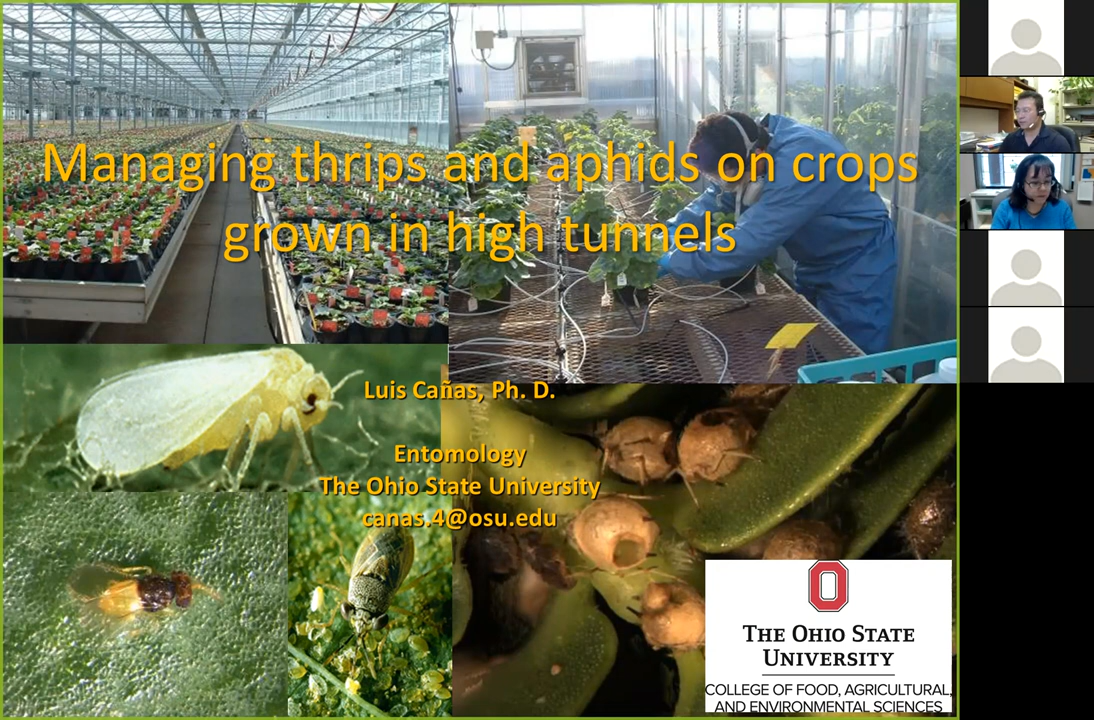 Managing thrips and aphids on crops
grown in high tunnels
Luis Cañas, Ph. D.
Entomology
The Ohio State University
canas.4@osu.edu
THE OHIO STATE
UNIVERSITY
COLLEGE OF FOOD, AGRICULTURAL,
AND ENVIRONMENTAL SCIENCES